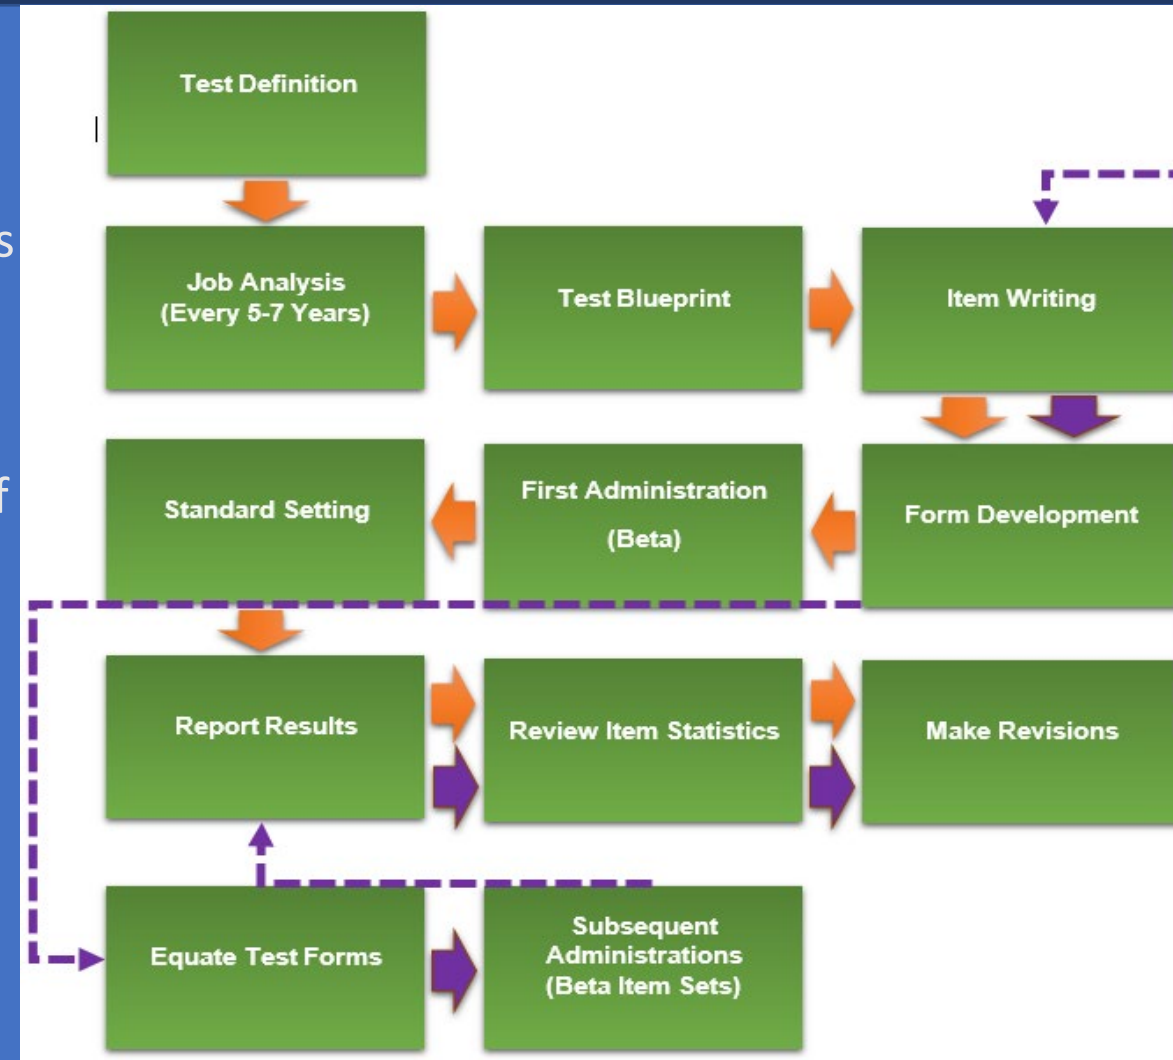 Test Definition
s
Job Analysis
(Every 5-7 Years)
Test Blueprint
Item Writing
f
Standard Setting
First Administration
(Beta)
Form Development
Report Results
Review Item Statistics
Make Revisions
Equate Test Forms
Subsequent
Administrations
(Beta Item Sets)